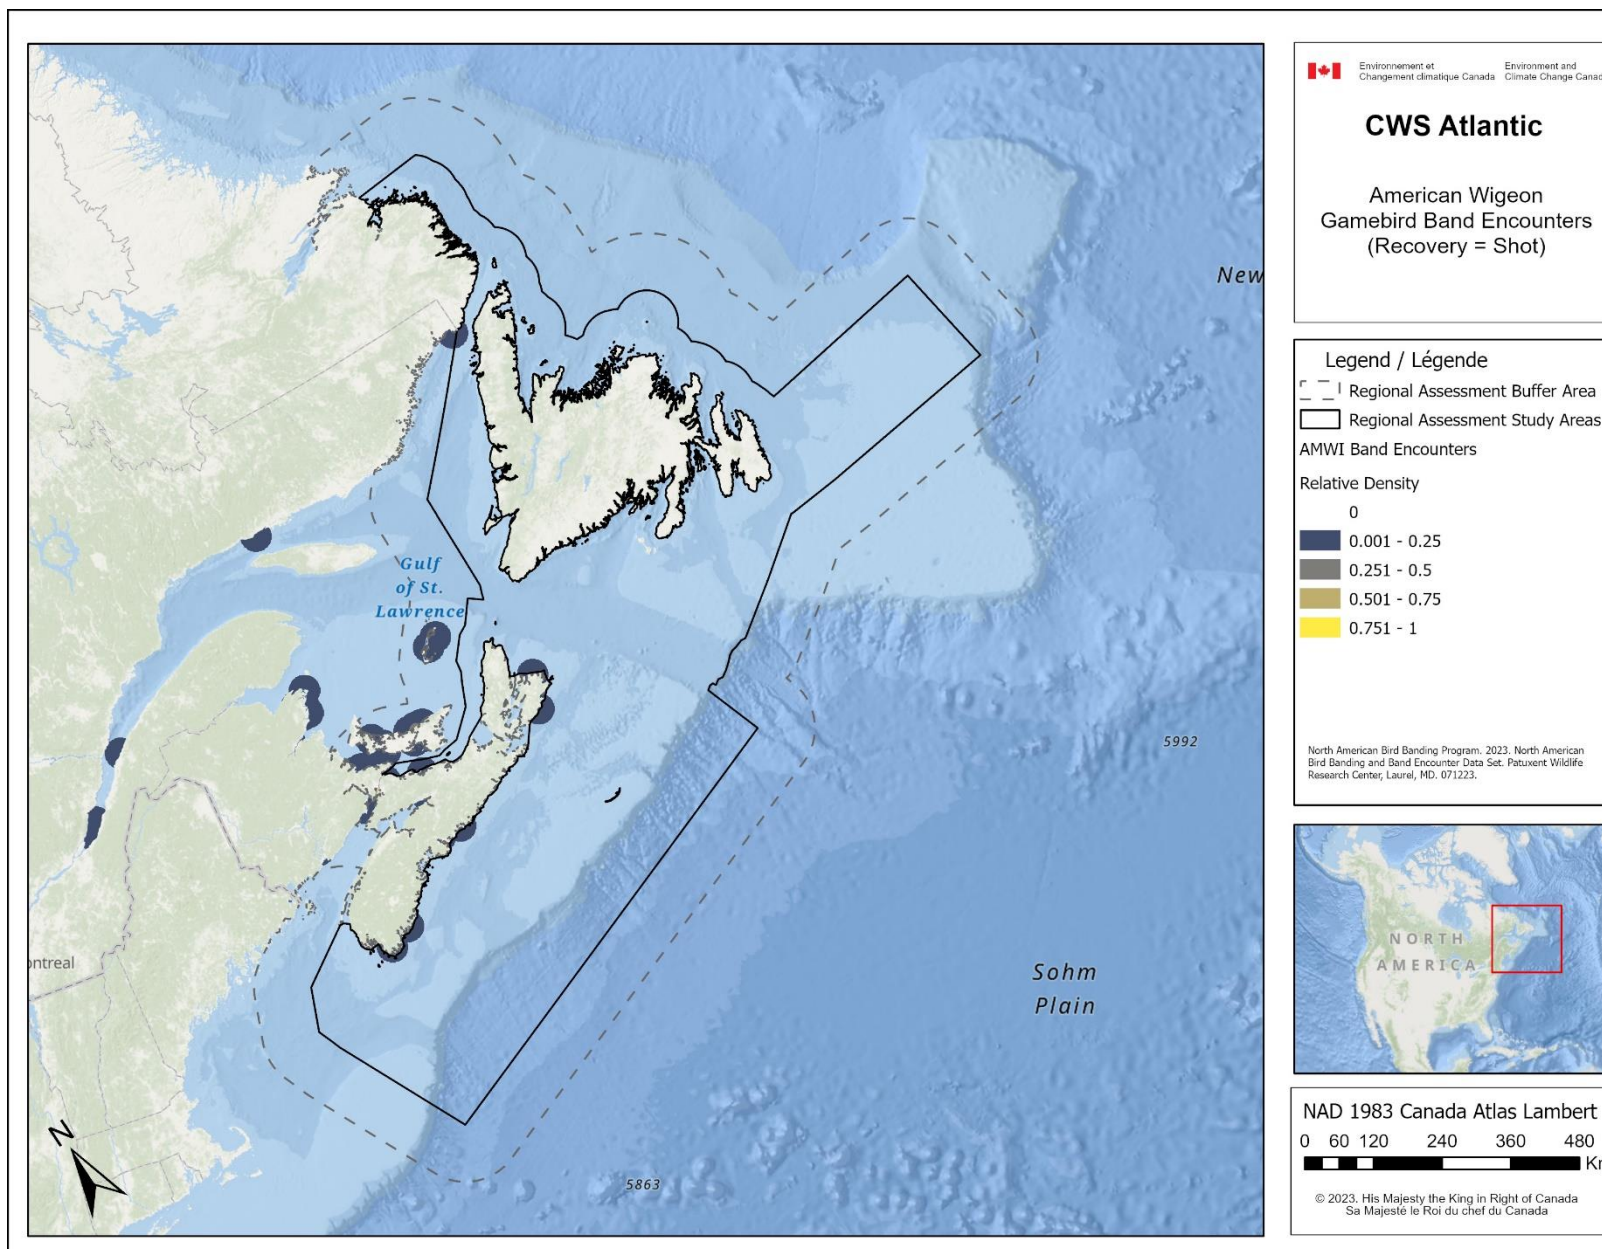 New
Gulf
of St.
Lawrence
5992
ontreal
Sohm
Plain
5863
N
Environnement et
Changement climatique Canada
Environment and
Climate Change Canad
CWS Atlantic
American Wigeon
Gamebird Band Encounters
(Recovery = Shot)
Legend / Légende
Regional Assessment Buffer Area
Regional Assessment Study Areas
AMWI Band Encounters
Relative Density
0
0.001 - 0.25
0.251 - 0.5
0.501 - 0.75
0.751 - 1
North American Bird Banding Program. 2023. North American
Bird Banding and Band Encounter Data Set. Patuxent Wildlife
Research Center, Laurel, MD. 071223.
NORTH
AMERICA
NAD 1983 Canada Atlas Lambert
0 60 120 240 360 480
Km
© 2023. His Majesty the King in Right of Canada
Sa Majesté le Roi du chef du Canada